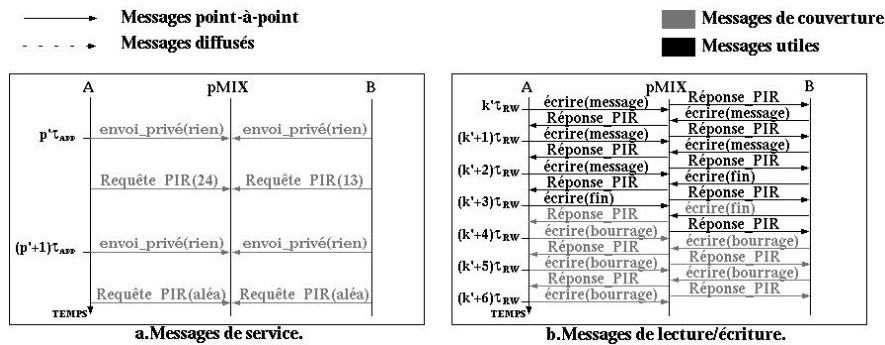 Messages point-à-point
Messages diffusés
Messages de couverture
Messages utiles
A pMIX B
p'τAPP
envoi_privé(rien) envoi_privé(rien)
Requête PIR(24) Requête PIR(13)
(p'+1)τAPP
envoi_privé(rien) envoi_privé(rien)
Requête PIR(aléa) Requête PIR(aléa)
TEMPS
a.Messages de service.
A pMIX B
k'τRW écrire(message) Réponse_PIR
Réponse_PIR écrire(message)
(k'+1)τRW écrire(message) Réponse_PIR
Réponse_PIR écrire(message)
(k'+2)τRW écrire(message) Réponse_PIR
Réponse_PIR écrire(fin)
(k'+3)τRW écrire(fin) Réponse_PIR
Réponse_PIR écrire(fin)
(k'+4)τRW écrire(bourrage) Réponse_PIR
Réponse_PIR écrire(bourrage)
(k'+5)τRW écrire(bourrage) Réponse_PIR
Réponse_PIR écrire(bourrage)
(k'+6)τRW écrire(bourrage) Réponse_PIR
TEMPS
b.Messages de lecture/écriture.